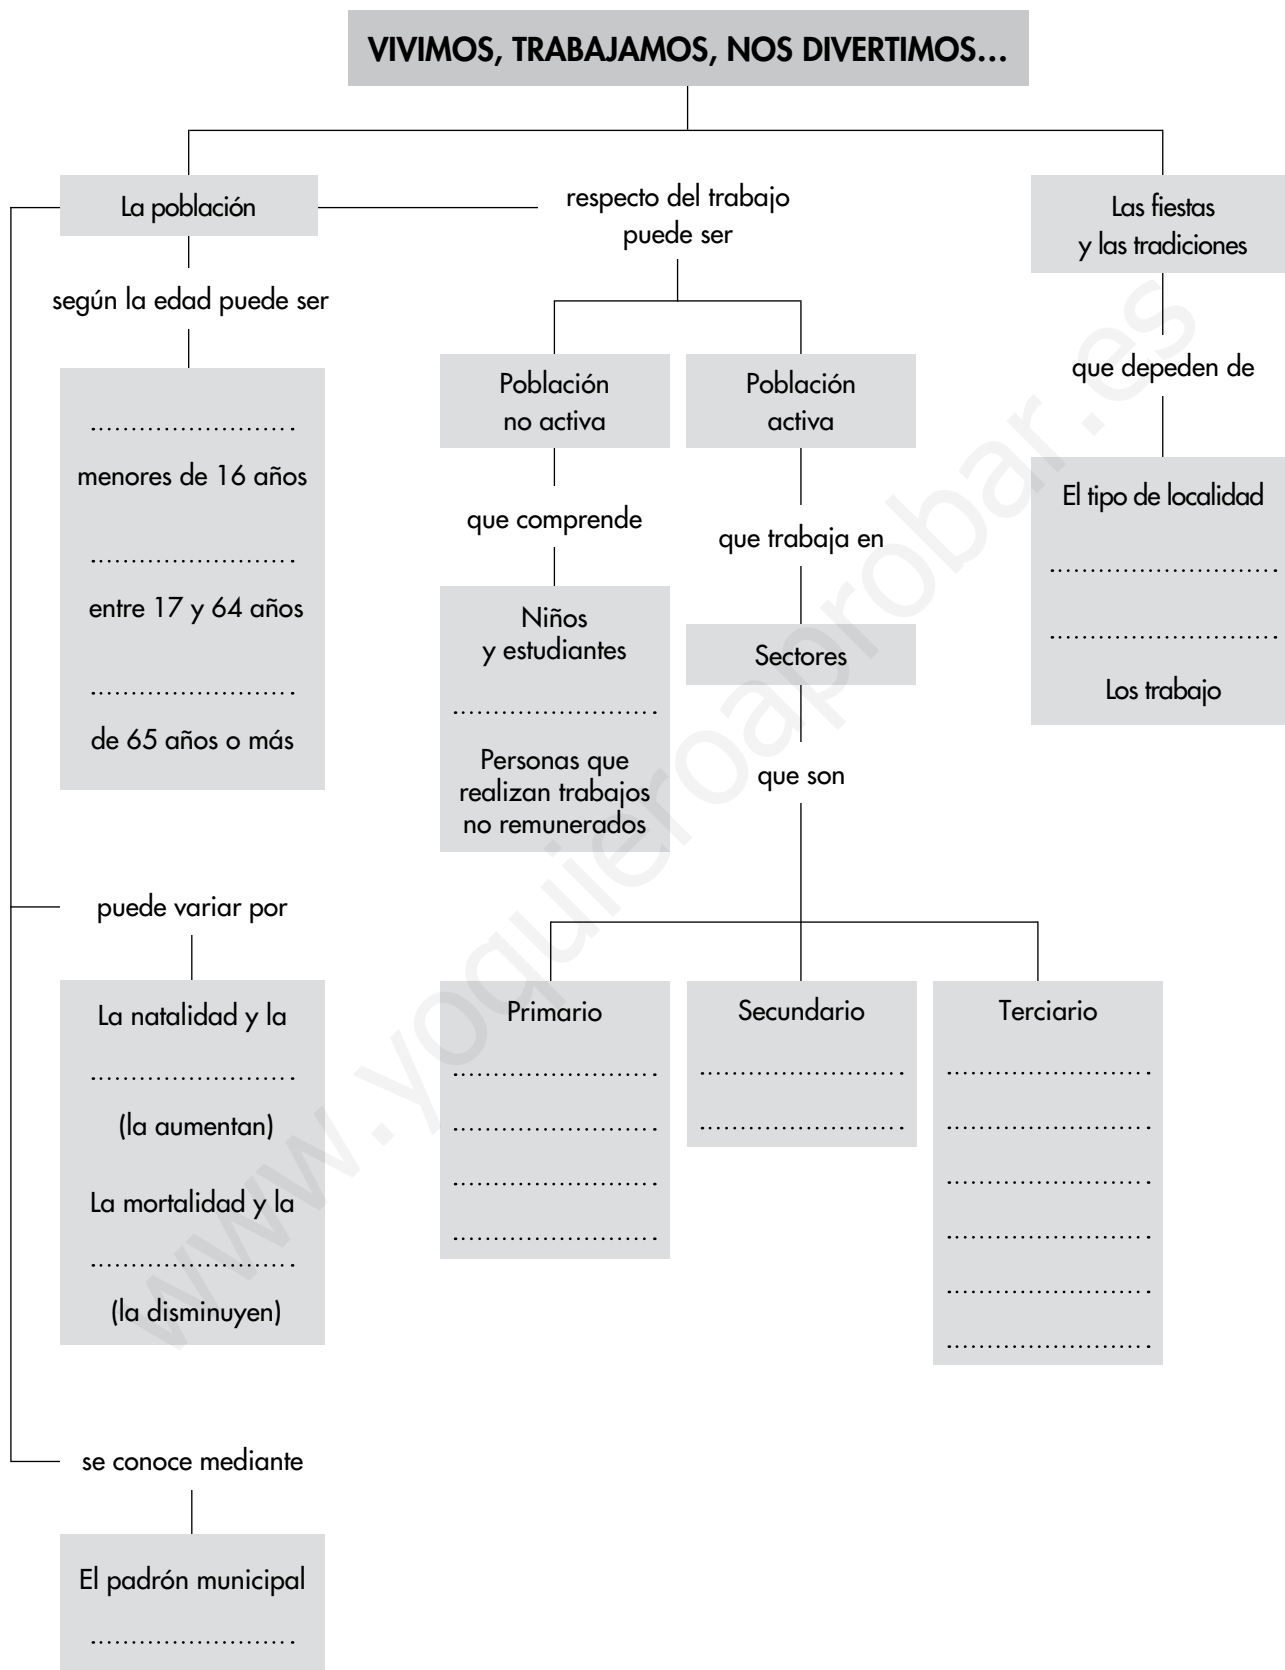 VIVIMOS, TRABAJAMOS, NOS DIVERTIMOS…
La población
según la edad puede ser
........................
menores de 16 años
........................
entre 17 y 64 años
........................
de 65 años o más
puede variar por
La natalidad y la
........................
(la aumentan)
La mortalidad y la
........................
(la disminuyen)
se conoce mediante
El padrón municipal
........................
respecto del trabajo
puede ser
Población
no activa
que comprende
Niños
y estudiantes
........................
Personas que
realizan trabajos
no remunerados
Población
activa
que trabaja en
Sectores
que son
Primario
........................
........................
........................
........................
Secundario
........................
........................
Terciario
........................
........................
........................
........................
........................
........................
Las fiestas
y las tradiciones
que depeden de
El tipo de localidad
...........................
...........................
Los trabajo
www.yoquieroaprobar.es